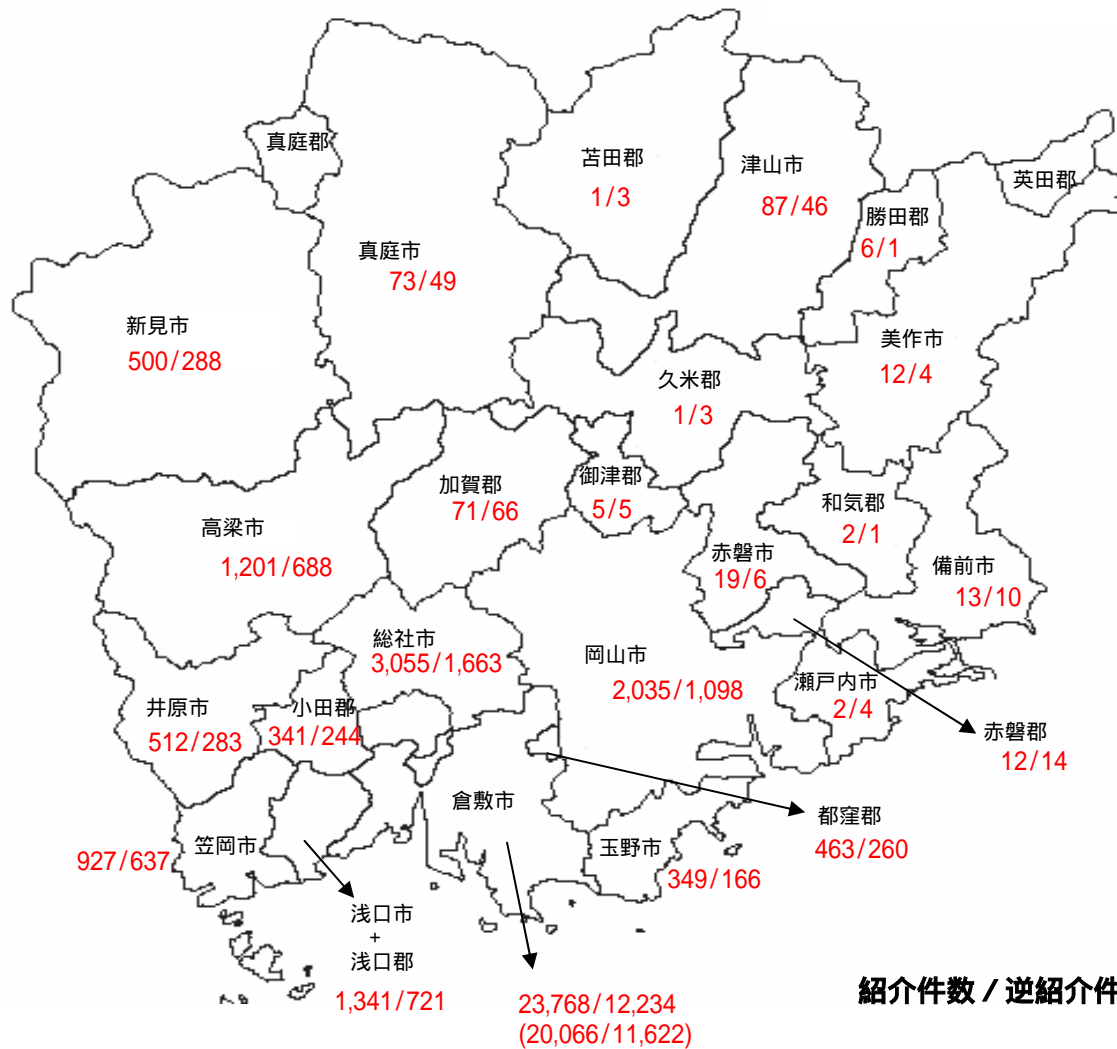 真庭郡
苫田郡
1/3
津山市
87/46
英田郡
勝田郡
6/1
真庭市
73/49
新見市
500/288
美作市
12/4
久米郡
1/3
加賀郡
71/66
御津郡
5/5
和気郡
2/1
高梁市
1,201/688
赤磐市
19/6
備前市
13/10
総社市
3,055/1,663
岡山市
2,035/1,098
瀬戸内市
2/4
井原市
512/283
小田郡
341/244
赤磐郡
12/14
倉敷市
都窪郡
463/260
笠岡市
927/637
玉野市
349/166
浅口市
+
浅口郡
1,341/721
23,768/12,234
(20,066/11,622)
紹介件数 / 逆紹介件